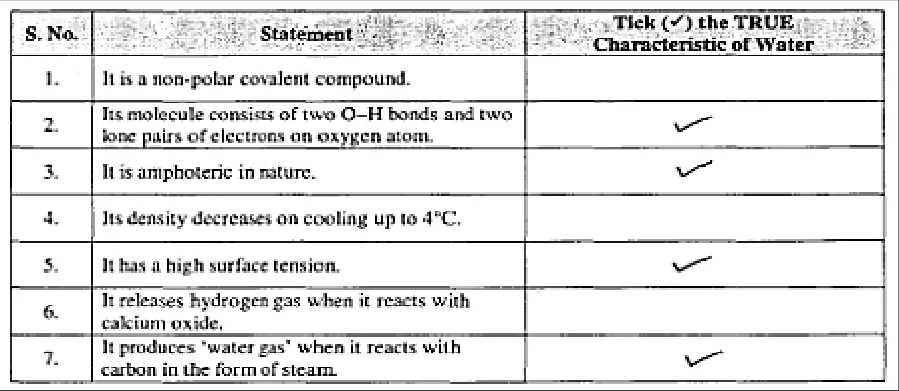 S. No. Statement Tick (✓) the TRUE
Characteristic of Water
1. It is a non-polar covalent compound.
2. Its molecule consists of two O–H bonds and two
lone pairs of electrons on oxygen atom. ✓
3. It is amphoteric in nature. ✓
4. Its density decreases on cooling up to 4°C.
5. It has a high surface tension. ✓
6. It releases hydrogen gas when it reacts with
calcium oxide.
7. It produces ‘water gas’ when it reacts with
carbon in the form of steam. ✓